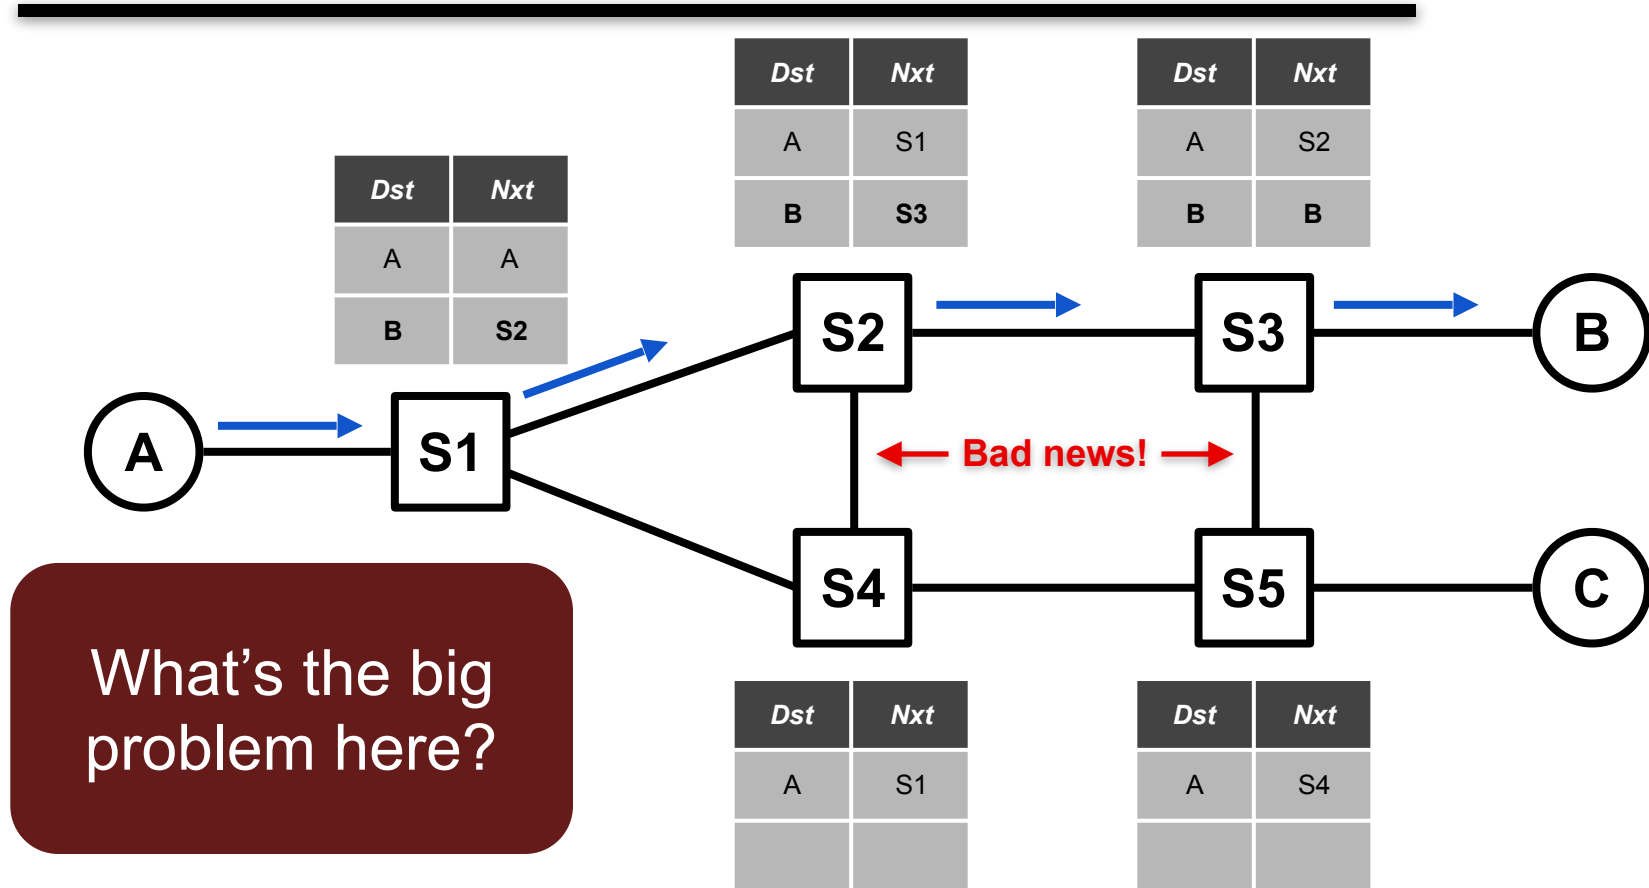 Dst Nxt
A S1
B S3
Dst Nxt
A S2
B B
Dst Nxt
A A
B S2
S2
S3
B
A
S1
Bad news!
S4
S5
C
What's the big
problem here?
Dst Nxt
A S1
Dst Nxt
A S4